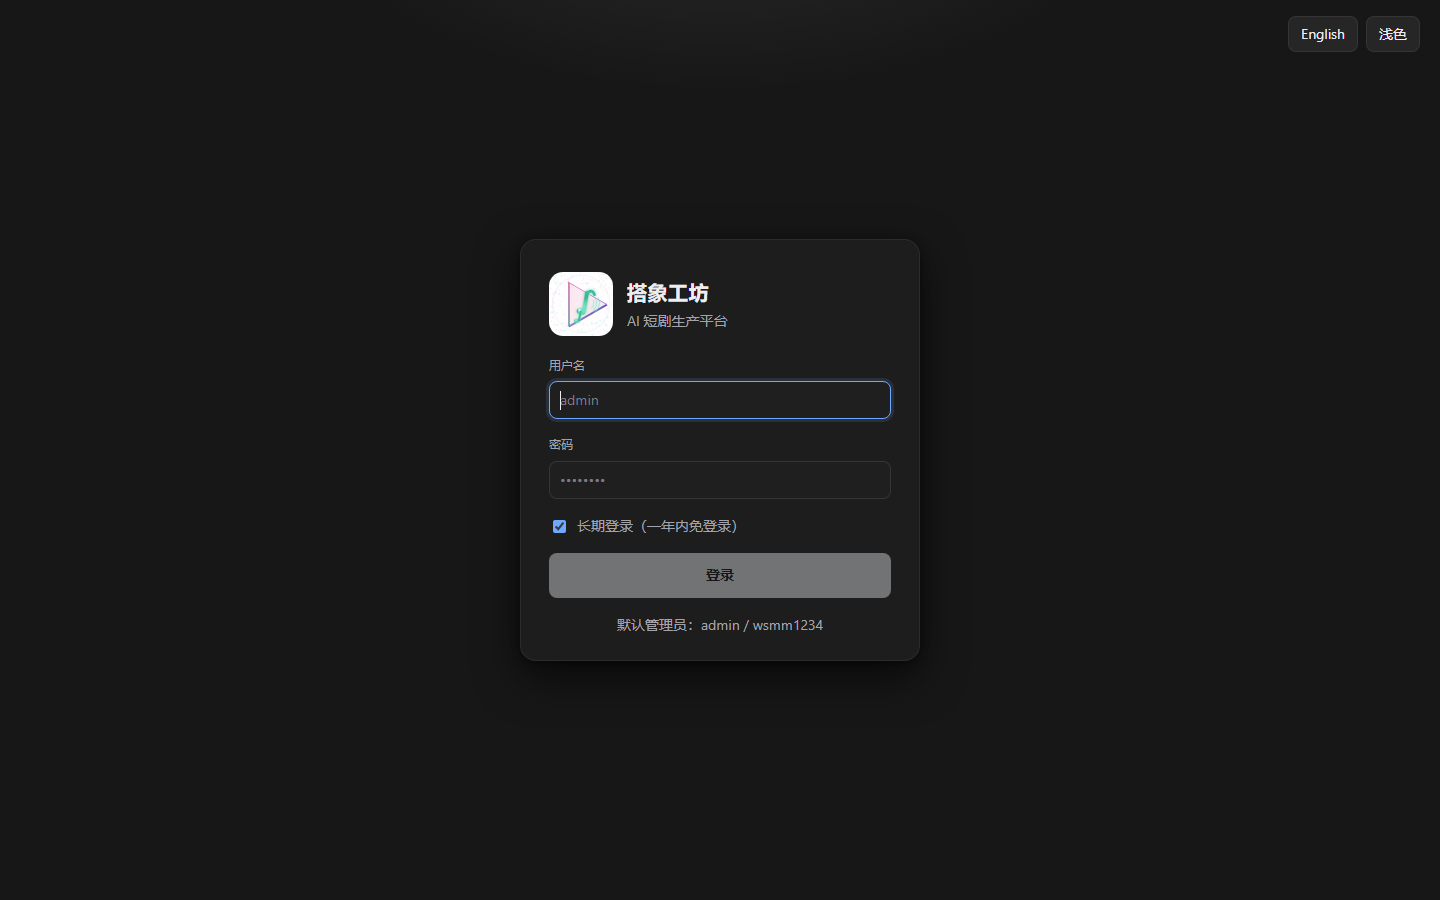 English
浅色
搭象工坊
AI 短剧生产平台
用户名
admin
密码
••••••••
长期登录（一年内免登录）
登录
默认管理员：admin / wsmm1234